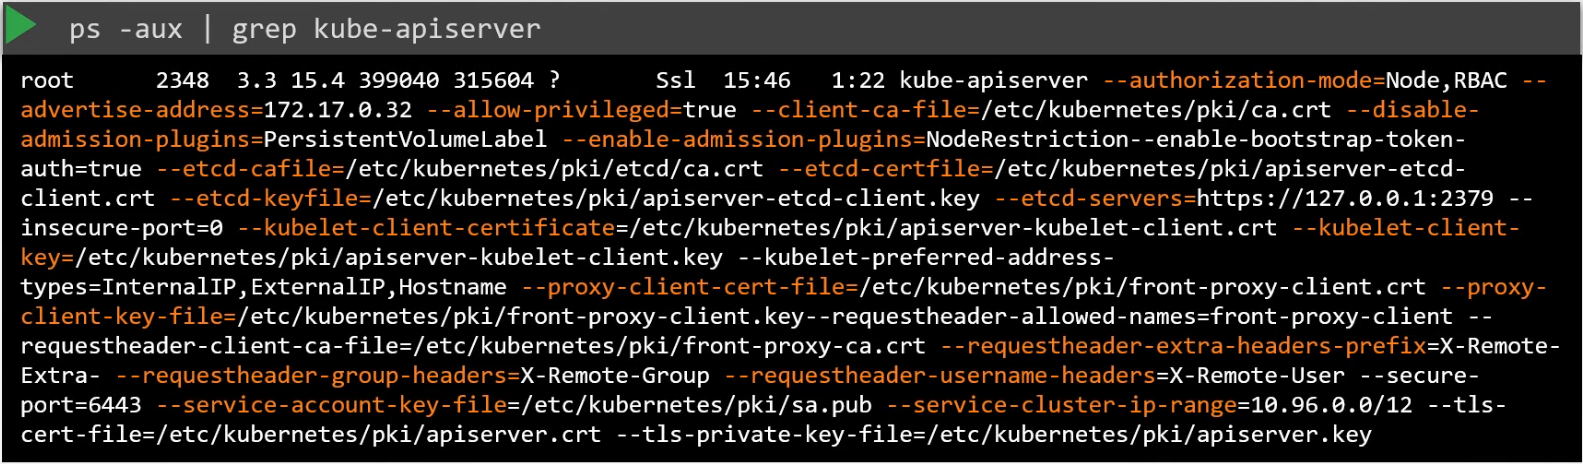 ps -aux | grep kube-apiserver
root      2348  3.3 15.4 399040 315604 ?       Ssl  15:46   1:22 kube-apiserver --authorization-mode=Node,RBAC --
advertise-address=172.17.0.32 --allow-privileged=true --client-ca-file=/etc/kubernetes/pki/ca.crt --disable-
admission-plugins=PersistentVolumeLabel --enable-admission-plugins=NodeRestriction--enable-bootstrap-token-
auth=true --etcd-cafile=/etc/kubernetes/pki/etcd/ca.crt --etcd-certfile=/etc/kubernetes/pki/apiserver-etcd-
client.crt --etcd-keyfile=/etc/kubernetes/pki/apiserver-etcd-client.key --etcd-servers=https://127.0.0.1:2379 --
insecure-port=0 --kubelet-client-certificate=/etc/kubernetes/pki/apiserver-kubelet-client.crt --kubelet-client-
key=/etc/kubernetes/pki/apiserver-kubelet-client.key --kubelet-preferred-address-
types=InternalIP,ExternalIP,Hostname --proxy-client-cert-file=/etc/kubernetes/pki/front-proxy-client.crt --proxy-
client-key-file=/etc/kubernetes/pki/front-proxy-client.key--requestheader-allowed-names=front-proxy-client --
requestheader-client-ca-file=/etc/kubernetes/pki/front-proxy-ca.crt --requestheader-extra-headers-prefix=X-Remote-
Extra- --requestheader-group-headers=X-Remote-Group --requestheader-username-headers=X-Remote-User --secure-
port=6443 --service-account-key-file=/etc/kubernetes/pki/sa.pub --service-cluster-ip-range=10.96.0.0/12 --tls-
cert-file=/etc/kubernetes/pki/apiserver.crt --tls-private-key-file=/etc/kubernetes/pki/apiserver.key